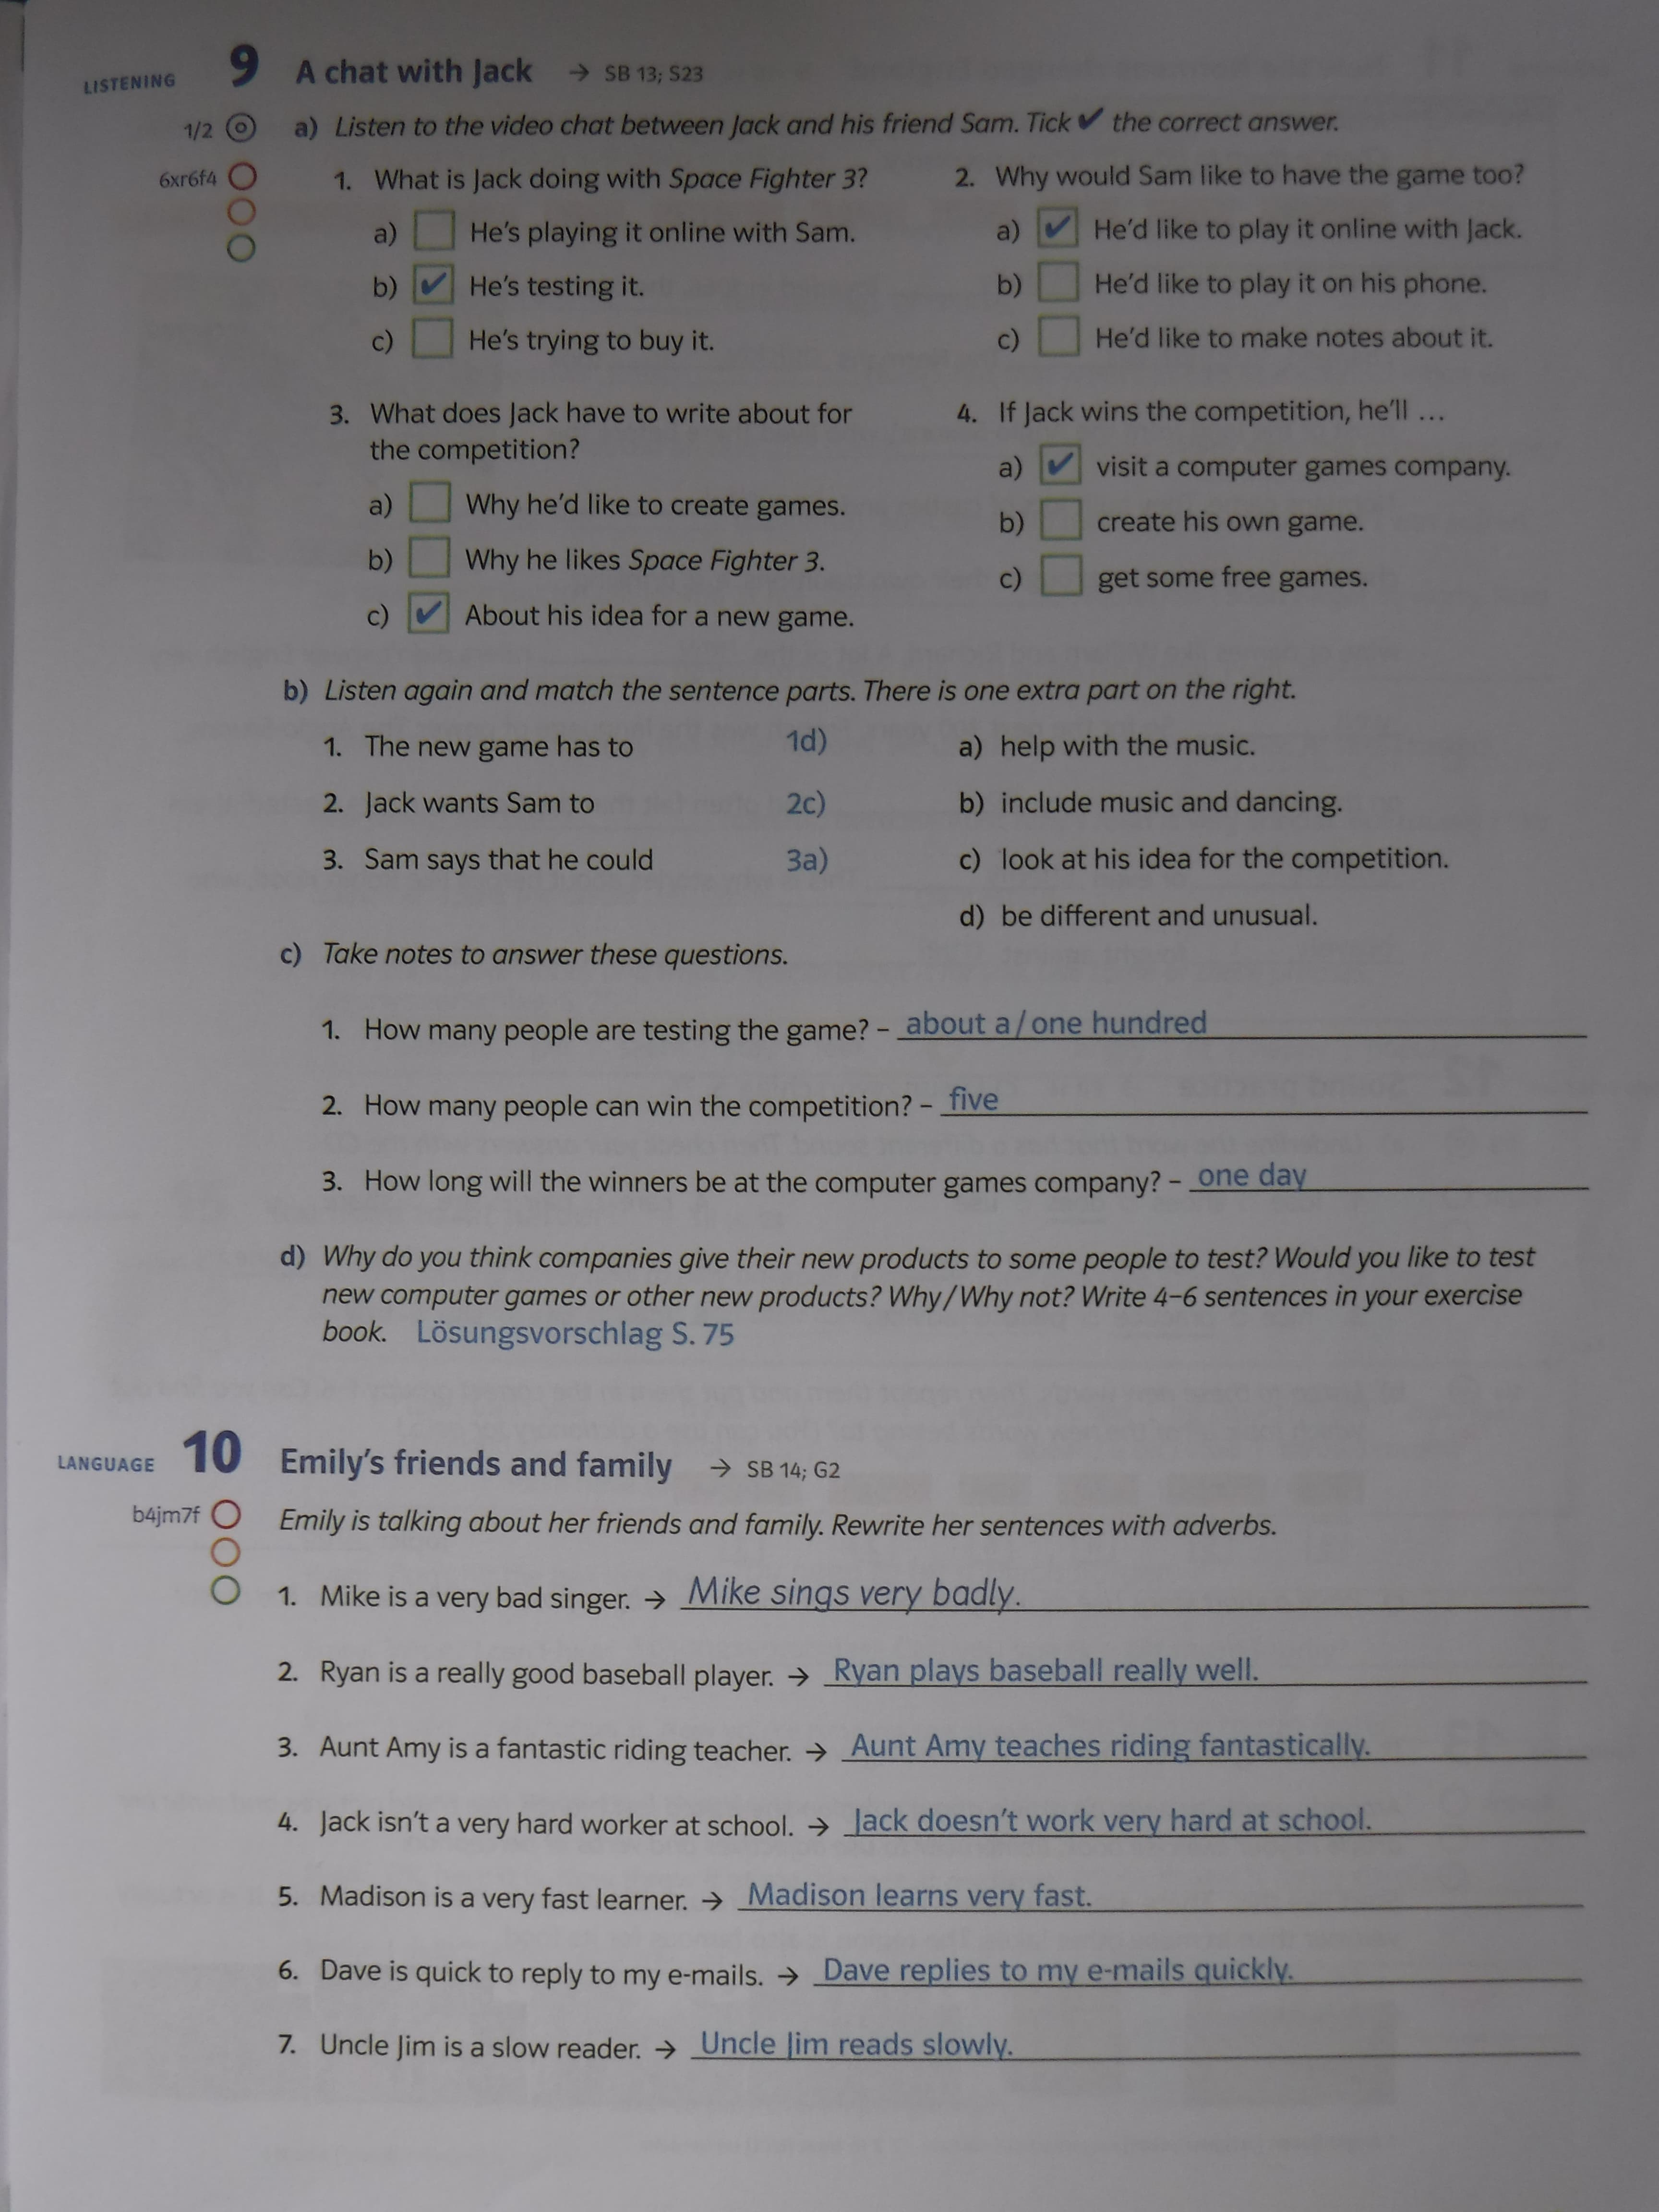 LISTENING 9 A chat with Jack → SB 13; S23
1/2 a) Listen to the video chat between Jack and his friend Sam. Tick ✔ the correct answer.
6xr6f4
1. What is Jack doing with Space Fighter 3?
a) He's playing it online with Sam.
b) ✔ He's testing it.
c) He's trying to buy it.
2. Why would Sam like to have the game too?
a) ✔ He'd like to play it online with Jack.
b) He'd like to play it on his phone.
c) He'd like to make notes about it.
3. What does Jack have to write about for
the competition?
a) Why he'd like to create games.
b) Why he likes Space Fighter 3.
c) ✔ About his idea for a new game.
4. If Jack wins the competition, he'll …
a) ✔ visit a computer games company.
b) create his own game.
c) get some free games.
b) Listen again and match the sentence parts. There is one extra part on the right.
1. The new game has to 1d) a) help with the music.
2. Jack wants Sam to 2c) b) include music and dancing.
3. Sam says that he could 3a) c) look at his idea for the competition.
d) be different and unusual.
c) Take notes to answer these questions.
1. How many people are testing the game? – about a/one hundred
2. How many people can win the competition? – five
3. How long will the winners be at the computer games company? – one day
d) Why do you think companies give their new products to some people to test? Would you like to test
new computer games or other new products? Why/Why not? Write 4–6 sentences in your exercise
book. Lösungsvorschlag S. 75
LANGUAGE 10 Emily's friends and family → SB 14; G2
b4jm7f Emily is talking about her friends and family. Rewrite her sentences with adverbs.
1. Mike is a very bad singer. → Mike sings very badly.
2. Ryan is a really good baseball player. → Ryan plays baseball really well.
3. Aunt Amy is a fantastic riding teacher. → Aunt Amy teaches riding fantastically.
4. Jack isn't a very hard worker at school. → Jack doesn't work very hard at school.
5. Madison is a very fast learner. → Madison learns very fast.
6. Dave is quick to reply to my e-mails. → Dave replies to my e-mails quickly.
7. Uncle Jim is a slow reader. → Uncle Jim reads slowly.